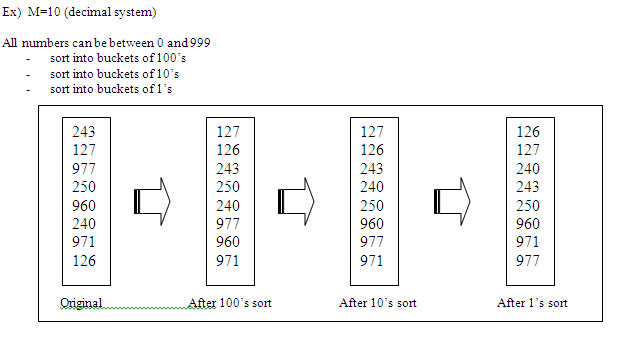 Ex) M=10 (decimal system)
All numbers can be between 0 and 999
- sort into buckets of 100's
- sort into buckets of 10's
- sort into buckets of 1's
243 127 127 126
127 126 126 127
977 243 243 240
250 250 240 243
960 240 250 250
240 977 960 960
971 960 977 971
126 971 971 977
Original After 100's sort After 10's sort After 1's sort